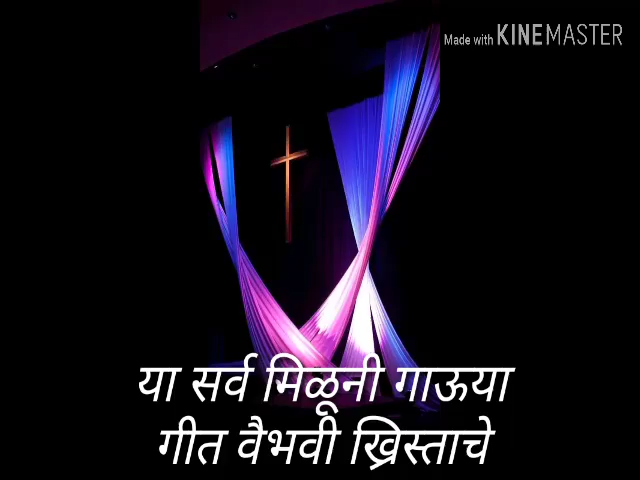 Made with KINEMASTER
या सर्व मिळूनी गाऊया
गीत वैभवी ख्रिस्ताचे